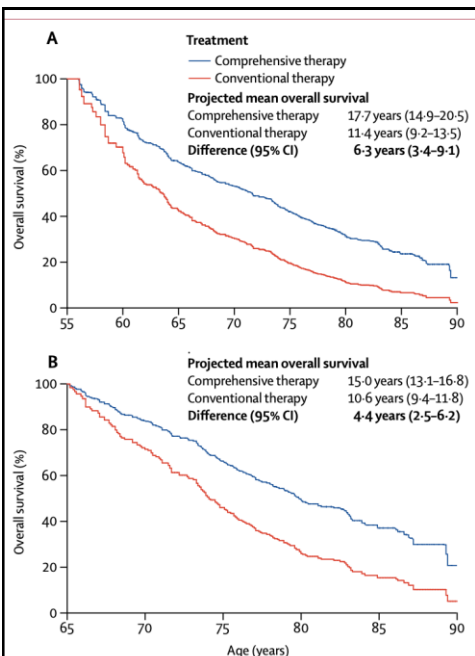 A
Treatment
Comprehensive therapy
Conventional therapy
Projected mean overall survival
Comprehensive therapy 17·7 years (14·9–20·5)
Conventional therapy 11·4 years (9·2–13·5)
Difference (95% CI) 6·3 years (3·4–9·1)
Overall survival (%)
100
80
60
40
20
0
55 60 65 70 75 80 85 90
B
Projected mean overall survival
Comprehensive therapy 15·0 years (13·1–16·8)
Conventional therapy 10·6 years (9·4–11·8)
Difference (95% CI) 4·4 years (2·5–6·2)
Overall survival (%)
100
80
60
40
20
0
65 70 75 80 85 90
Age (years)